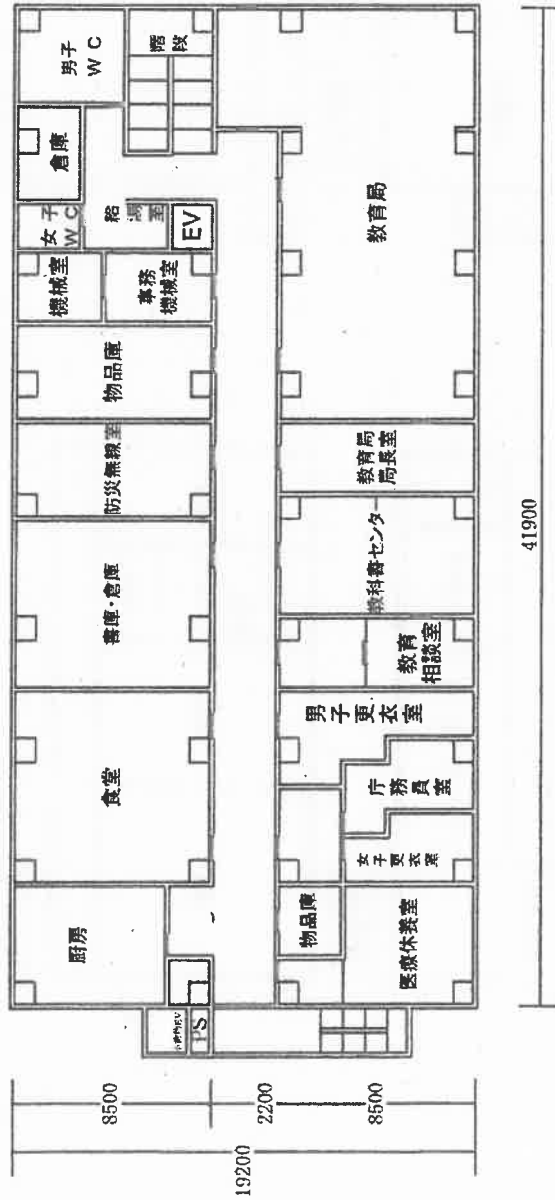 男子
ＷＣ
階段
倉庫
女子
ＷＣ
給湯室
EV
機械室
事務
機械室
物品庫
防災無線室
書庫・倉庫
食堂
厨房
PS
教育局
教育局
局長室
教科書センター
教育
相談室
男子更衣室
庁務員室
女子更衣室
物品庫
医療休養室
41900
8500
2200
8500
19200